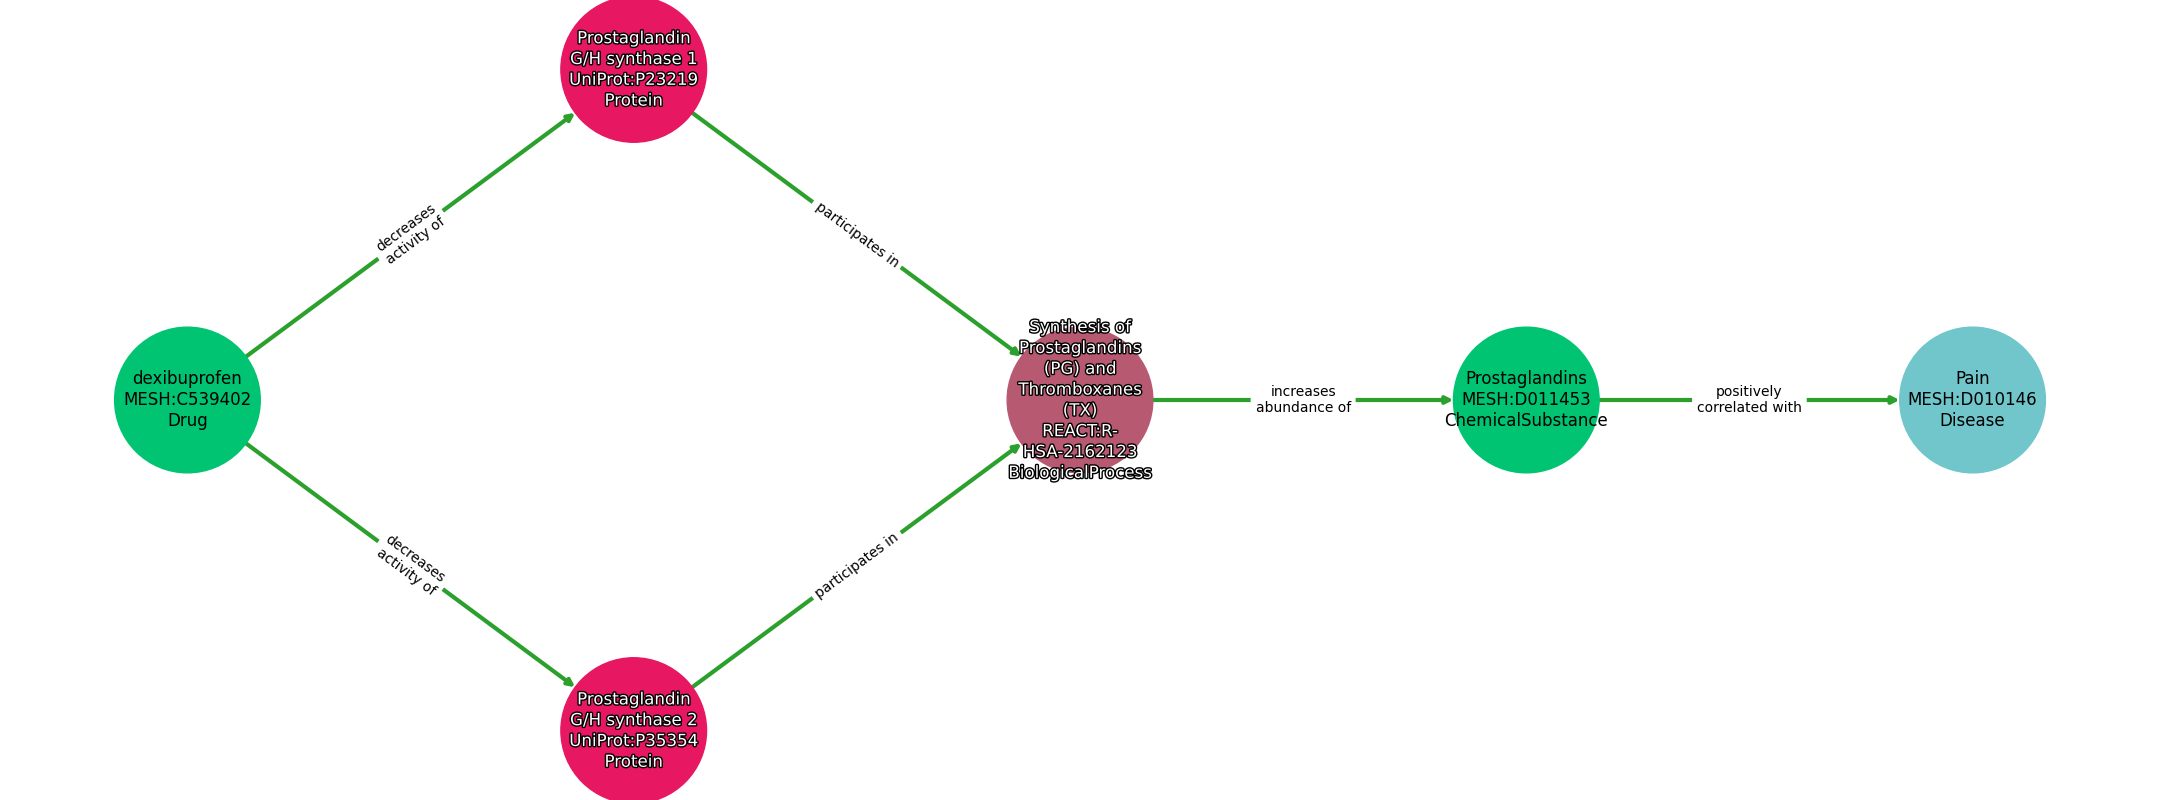 Prostaglandin
G/H synthase 1
UniProt:P23219
Protein
decreases
activity of
participates in
dexibuprofen
MESH:C539402
Drug
Synthesis of
Prostaglandins
(PG) and
Thromboxanes
(TX)
REACT:R-
HSA-2162123
BiologicalProcess
increases
abundance of
Prostaglandins
MESH:D011453
ChemicalSubstance
positively
correlated with
Pain
MESH:D010146
Disease
decreases
activity of
participates in
Prostaglandin
G/H synthase 2
UniProt:P35354
Protein